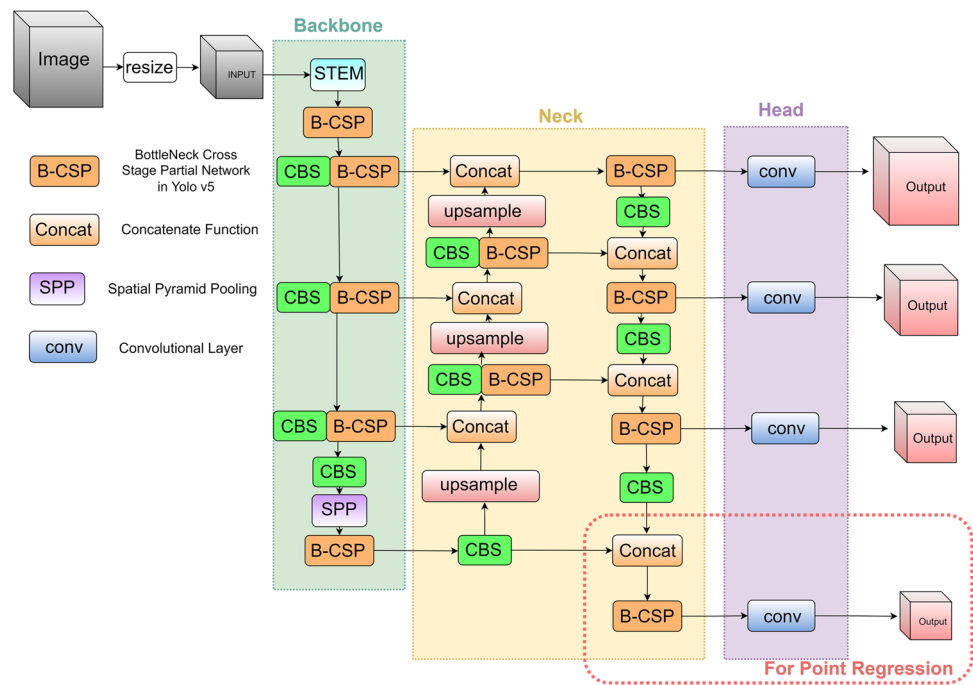 Backbone
Image
resize
INPUT
STEM
B-CSP
Neck
Head
B-CSP
BottleNeck Cross
Stage Partial Network
in Yolo v5
CBS
B-CSP
Concat
B-CSP
conv
Output
upsample
CBS
Concat
Concatenate Function
CBS
B-CSP
Concat
SPP
Spatial Pyramid Pooling
CBS
B-CSP
Concat
B-CSP
conv
Output
upsample
CBS
conv
Convolutional Layer
CBS
B-CSP
Concat
CBS
B-CSP
Concat
B-CSP
conv
Output
CBS
upsample
CBS
SPP
B-CSP
CBS
Concat
B-CSP
conv
Output
For Point Regression